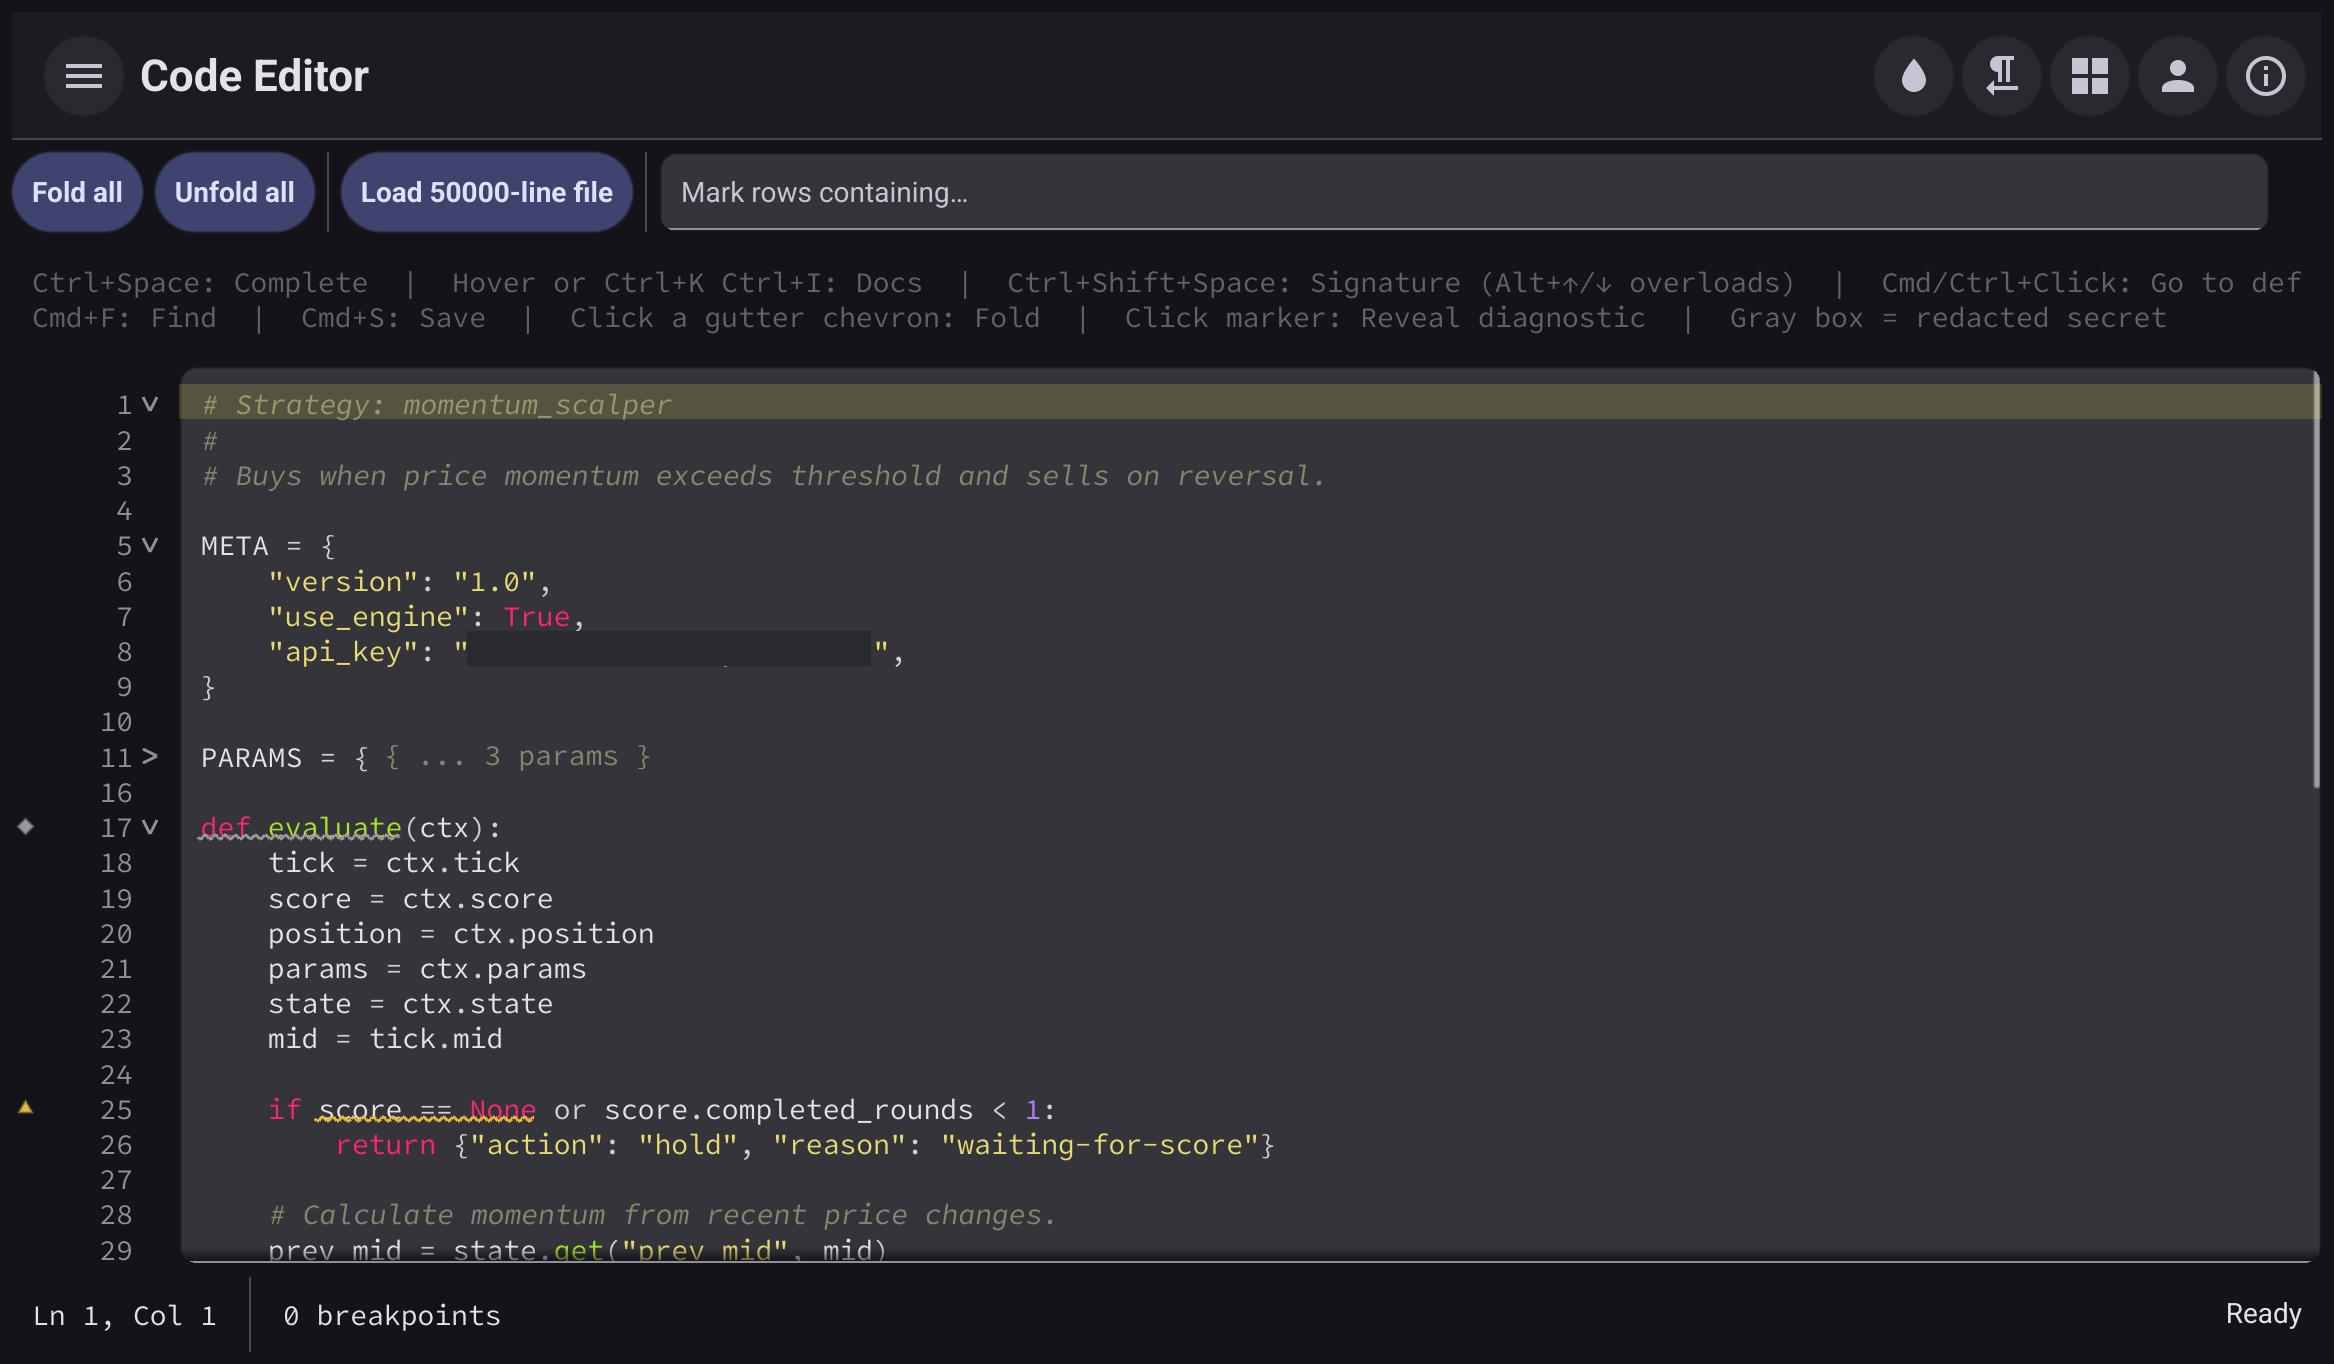 Code Editor
Fold all
Unfold all
Load 50000-line file
Mark rows containing…
Ctrl+Space: Complete | Hover or Ctrl+K Ctrl+I: Docs | Ctrl+Shift+Space: Signature (Alt+↑/↓ overloads) | Cmd/Ctrl+Click: Go to def
Cmd+F: Find | Cmd+S: Save | Click a gutter chevron: Fold | Click marker: Reveal diagnostic | Gray box = redacted secret
1 # Strategy: momentum_scalper
2 #
3 # Buys when price momentum exceeds threshold and sells on reversal.
4
5 META = {
6     "version": "1.0",
7     "use_engine": True,
8     "api_key": "",
9 }
10
11 PARAMS = { { ... 3 params }
16
17 def evaluate(ctx):
18     tick = ctx.tick
19     score = ctx.score
20     position = ctx.position
21     params = ctx.params
22     state = ctx.state
23     mid = tick.mid
24
25     if score == None or score.completed_rounds < 1:
26         return {"action": "hold", "reason": "waiting-for-score"}
27
28     # Calculate momentum from recent price changes.
29     prev_mid = state.get("prev_mid", mid)
Ln 1, Col 1
0 breakpoints
Ready